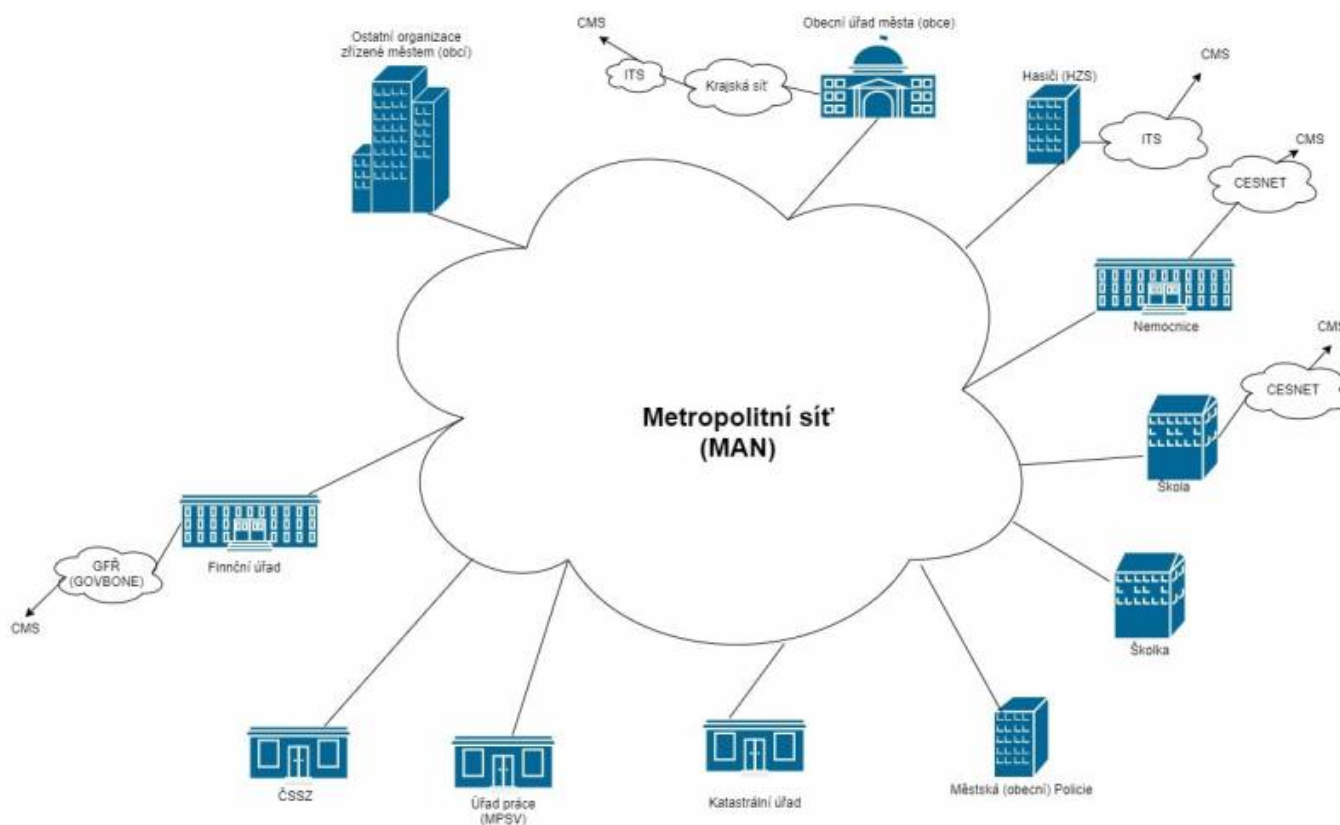 CMS
Obecní úřad města (obce)
Ostatní organizace
zřízené městem (obcí)
ITS
Krajská síť
Hasiči (HZS)
CMS
ITS
CMS
CESNET
Nemocnice
CMS
CESNET
Metropolitní síť
(MAN)
Škola
Finnční úřad
GFŘ
(GOVBONE)
CMS
Školka
ČSSZ
Úřad práce
(MPSV)
Katastrální úřad
Městská (obecní) Policie